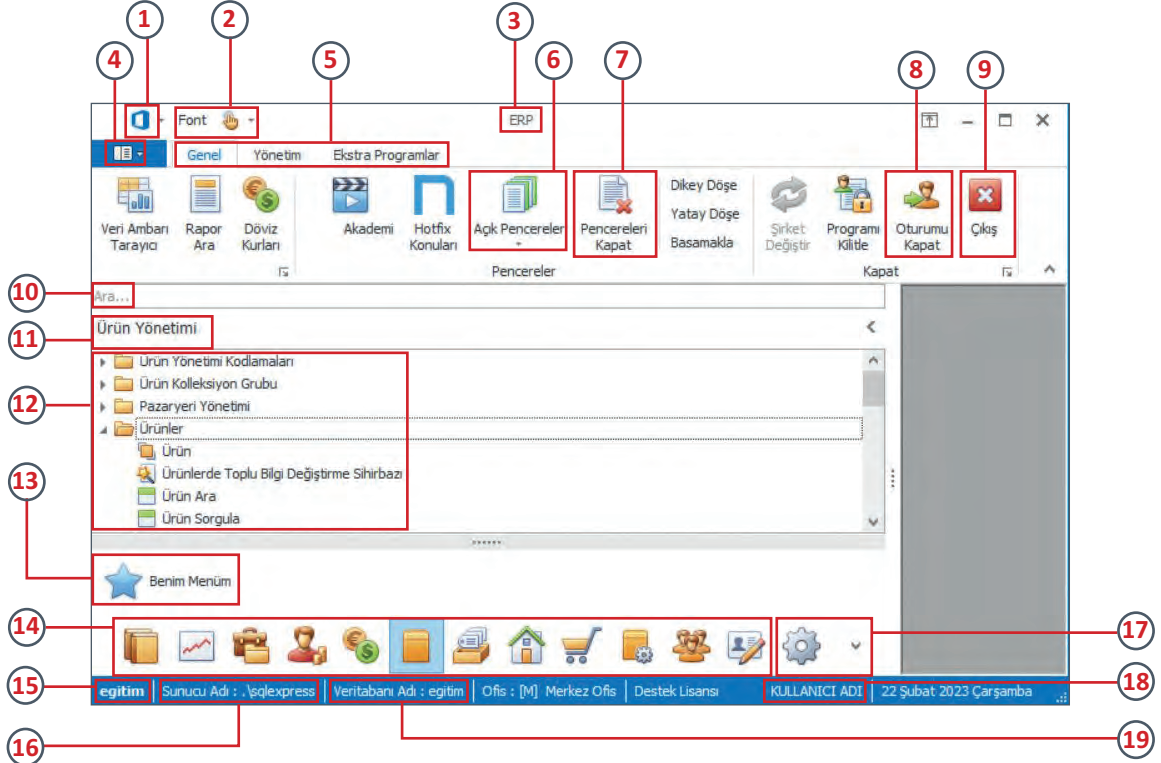 1 2 3
4 5 6 7 8 9
Font ERP
Genel Yönetim Ekstra Programlar
Veri Ambarı Tarayıcı
Rapor Ara
Döviz Kurları
Akademi
Hotfix Konuları
Açık Pencereler
Pencereleri Kapat
Dikey Döşe
Yatay Döşe
Basamakla
Şirket Değiştir
Programı Kilitle
Oturumu Kapat
Çıkış
Pencereler Kapat
10 Ara...
11 Ürün Yönetimi
Ürün Yönetimi Kodlamaları
Ürün Kolleksiyon Grubu
12 Pazaryeri Yönetimi
Ürünler
Ürün
13 Ürünlerde Toplu Bilgi Değiştirme Sihirbazı
Ürün Ara
Ürün Sorgula
Benim Menüm
14 17
15 egitim Sunucu Adı : .\sqlexpress Veritabanı Adı : egitim Ofis : [M] Merkez Ofis Destek Lisansı KULLANICI ADI 22 Şubat 2023 Çarşamba 18
16 19